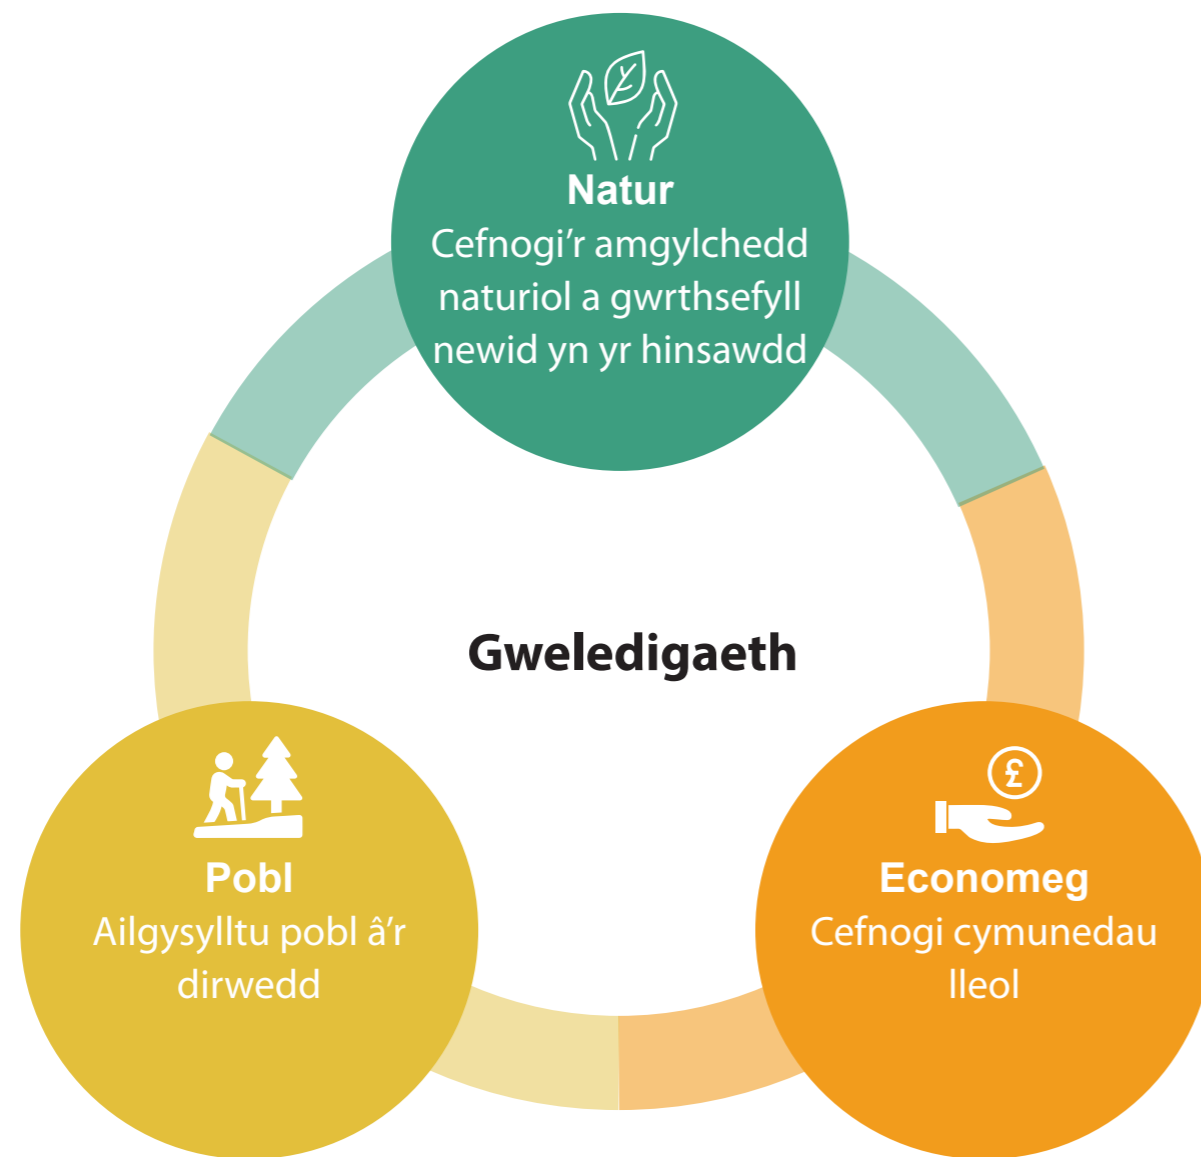 Natur
Cefnogi’r amgylchedd
naturiol a gwrthsefyll
newid yn yr hinsawdd
Gweledigaeth
Pobl
Ailgysylltu pobl â’r
dirwedd
£
Economeg
Cefnogi cymunedau
lleol